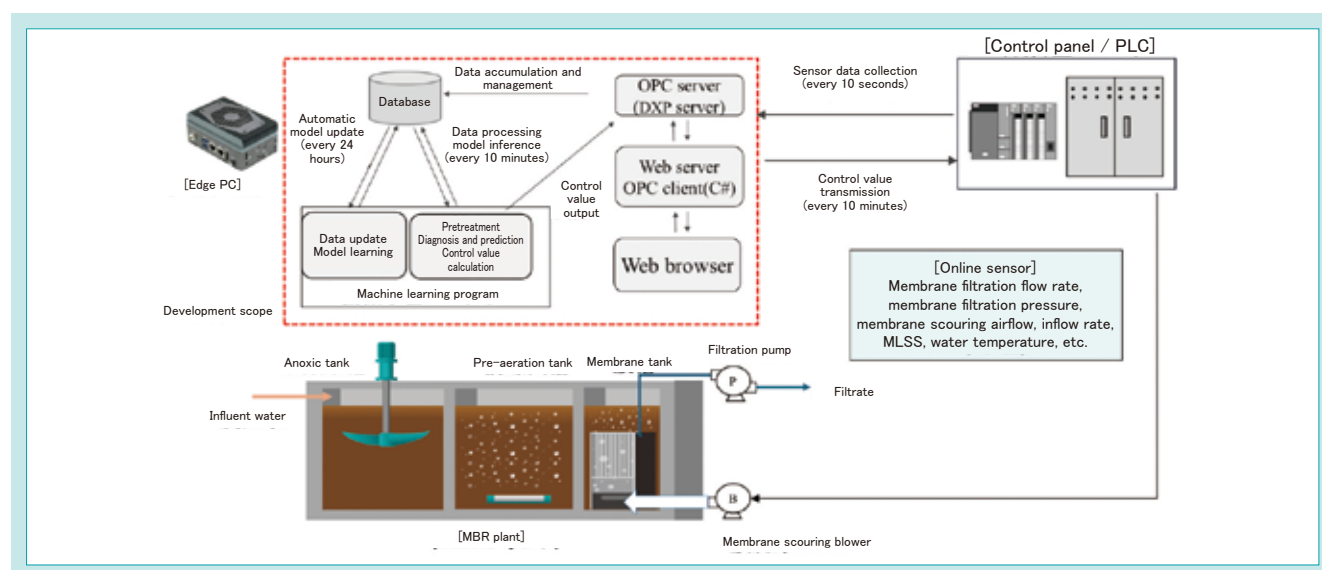 [Control panel / PLC]
Data accumulation and
management
Sensor data collection
(every 10 seconds)
Database
OPC server
(DXP server)
Automatic
model update
(every 24
hours)
Data processing
model inference
(every 10 minutes)
[Edge PC]
Web server
OPC client(C#)
Control
value
output
Control value
transmission
(every 10 minutes)
Data update
Model learning
Pretreatment
Diagnosis and prediction
Control value
calculation
Web browser
Machine learning program
Development scope
[Online sensor]
Membrane filtration flow rate,
membrane filtration pressure,
membrane scouring airflow, inflow rate,
MLSS, water temperature, etc.
Anoxic tank
Pre-aeration tank
Membrane tank
Filtration pump
P
Filtrate
Influent water
B
[MBR plant]
Membrane scouring blower